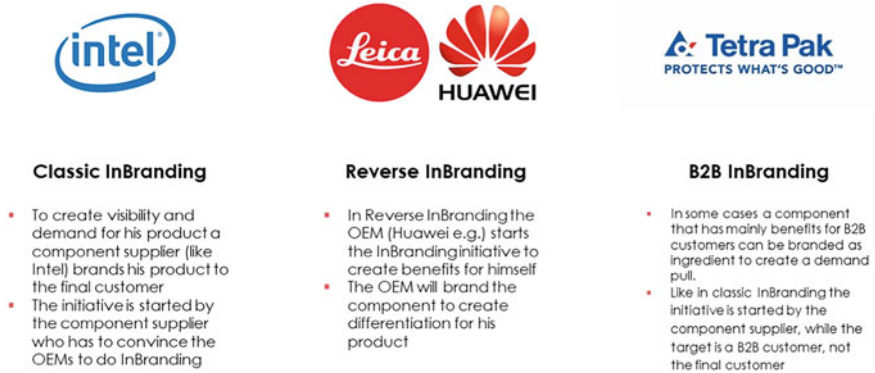 intel
Leica
HUAWEI
Tetra Pak
PROTECTS WHAT'S GOOD™
Classic InBranding
▪ To create visibility and
demand for his product a
component supplier (like
Intel) brands his product to
the final customer
▪ The initiative is started by
the component supplier
who has to convince the
OEMs to do InBranding
Reverse InBranding
▪ In Reverse InBranding the
OEM (Huawei e.g.) starts
the InBranding initiative to
create benefits for himself
▪ The OEM will brand the
component to create
differentiation for his
product
B2B InBranding
▪ In some cases a component
that has mainly benefits for B2B
customers can be branded as
ingredient to create a demand
pull.
▪ Like in classic InBranding the
initiative is started by the
component supplier, while the
target is a B2B customer, not
the final customer